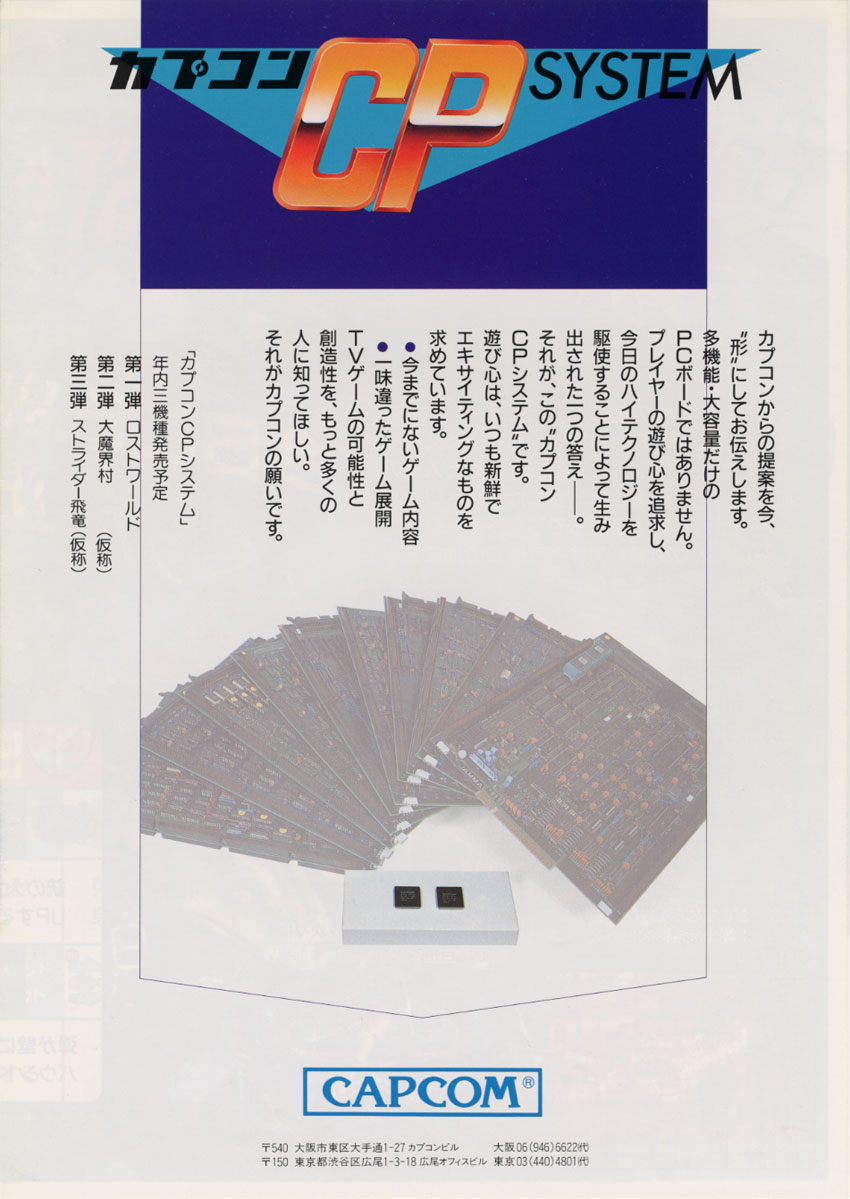 カプコン CP SYSTEM
カプコンからの提案を今、
“形”にしてお伝えします。
多機能・大容量だけの
PCボードではありません。
プレイヤーの遊び心を追求し、
今日のハイテクノロジーを
駆使することによって生み
出された一つの答え──。
それが、この“カプコン
CPシステム”です。
遊び心は、いつも新鮮で
エキサイティングなものを
求めています。
●今までにないゲーム内容
●一味違ったゲーム展開
TVゲームの可能性と
創造性を、もっと多くの
人に知ってほしい。
それがカプコンの願いです。
「カプコンCPシステム」
年内三機種発売予定
第一弾 ロストワールド
第二弾 大魔界村 (仮称)
第三弾 ストライダー飛竜(仮称)
CAPCOM®
〒540 大阪市東区大手通1-27 カプコンビル 大阪06(946)6622(代)
〒150 東京都渋谷区広尾1-3-18 広尾オフィスビル 東京03(440)4801(代)